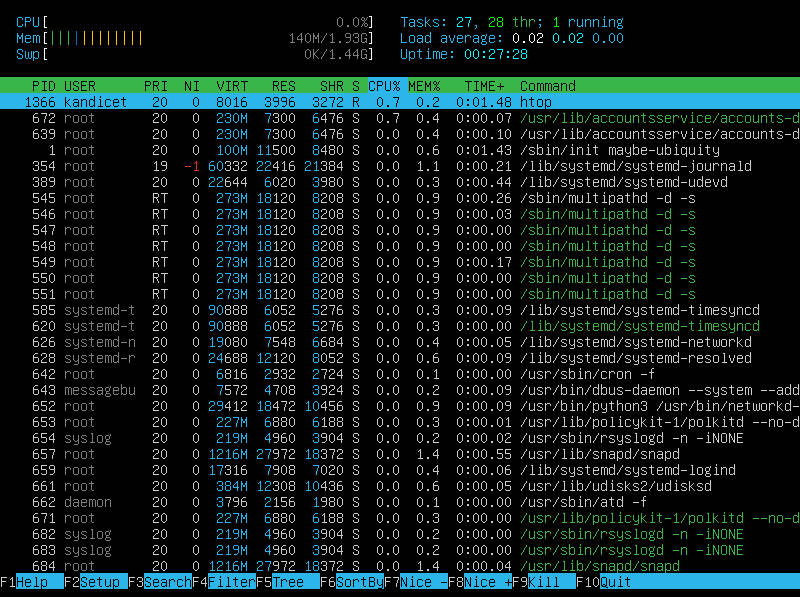 CPU[ 0.0%] Tasks: 27, 28 thr; 1 running
Mem[|||||||||||| 140M/1.93G] Load average: 0.02 0.02 0.00
Swp[ 0K/1.44G] Uptime: 00:27:28
PID USER PRI NI VIRT RES SHR S CPU% MEM% TIME+ Command
1366 kandicet 20 0 8016 3996 3272 R 0.7 0.2 0:01.48 htop
672 root 20 0 230M 7300 6476 S 0.7 0.4 0:00.07 /usr/lib/accountsservice/accounts-d
639 root 20 0 230M 7300 6476 S 0.0 0.4 0:00.10 /usr/lib/accountsservice/accounts-d
1 root 20 0 100M 11500 8480 S 0.0 0.6 0:01.43 /sbin/init maybe-ubiquity
354 root 19 -1 60332 22416 21384 S 0.0 1.1 0:00.21 /lib/systemd/systemd-journald
389 root 20 0 22644 6020 3980 S 0.0 0.3 0:00.44 /lib/systemd/systemd-udevd
545 root RT 0 273M 18120 8208 S 0.0 0.9 0:00.26 /sbin/multipathd -d -s
546 root RT 0 273M 18120 8208 S 0.0 0.9 0:00.03 /sbin/multipathd -d -s
547 root RT 0 273M 18120 8208 S 0.0 0.9 0:00.00 /sbin/multipathd -d -s
548 root RT 0 273M 18120 8208 S 0.0 0.9 0:00.00 /sbin/multipathd -d -s
549 root RT 0 273M 18120 8208 S 0.0 0.9 0:00.17 /sbin/multipathd -d -s
550 root RT 0 273M 18120 8208 S 0.0 0.9 0:00.00 /sbin/multipathd -d -s
551 root RT 0 273M 18120 8208 S 0.0 0.9 0:00.00 /sbin/multipathd -d -s
585 systemd-t 20 0 90888 6052 5276 S 0.0 0.3 0:00.09 /lib/systemd/systemd-timesyncd
620 systemd-t 20 0 90888 6052 5276 S 0.0 0.3 0:00.00 /lib/systemd/systemd-timesyncd
626 systemd-n 20 0 19080 7548 6684 S 0.0 0.4 0:00.05 /lib/systemd/systemd-networkd
628 systemd-r 20 0 24688 12120 8052 S 0.0 0.6 0:00.09 /lib/systemd/systemd-resolved
642 root 20 0 6816 2932 2724 S 0.0 0.1 0:00.00 /usr/sbin/cron -f
643 messagebu 20 0 7572 4708 3924 S 0.0 0.2 0:00.09 /usr/bin/dbus-daemon --system --add
652 root 20 0 29412 18472 10456 S 0.0 0.9 0:00.09 /usr/bin/python3 /usr/bin/networkd-
653 root 20 0 227M 6880 6188 S 0.0 0.3 0:00.01 /usr/lib/policykit-1/polkitd --no-d
654 syslog 20 0 219M 4960 3904 S 0.0 0.2 0:00.02 /usr/sbin/rsyslogd -n -iNONE
657 root 20 0 1216M 27972 18372 S 0.0 1.4 0:00.55 /usr/lib/snapd/snapd
659 root 20 0 17316 7908 7020 S 0.0 0.4 0:00.06 /lib/systemd/systemd-logind
661 root 20 0 384M 12308 10436 S 0.0 0.6 0:00.05 /usr/lib/udisks2/udisksd
662 daemon 20 0 3796 2156 1980 S 0.0 0.1 0:00.00 /usr/sbin/atd -f
671 root 20 0 227M 6880 6188 S 0.0 0.3 0:00.00 /usr/lib/policykit-1/polkitd --no-d
682 syslog 20 0 219M 4960 3904 S 0.0 0.2 0:00.00 /usr/sbin/rsyslogd -n -iNONE
683 syslog 20 0 219M 4960 3904 S 0.0 0.2 0:00.00 /usr/sbin/rsyslogd -n -iNONE
684 root 20 0 1216M 27972 18372 S 0.0 1.4 0:00.04 /usr/lib/snapd/snapd
F1Help F2Setup F3SearchF4FilterF5Tree F6SortByF7Nice -F8Nice +F9Kill F10Quit